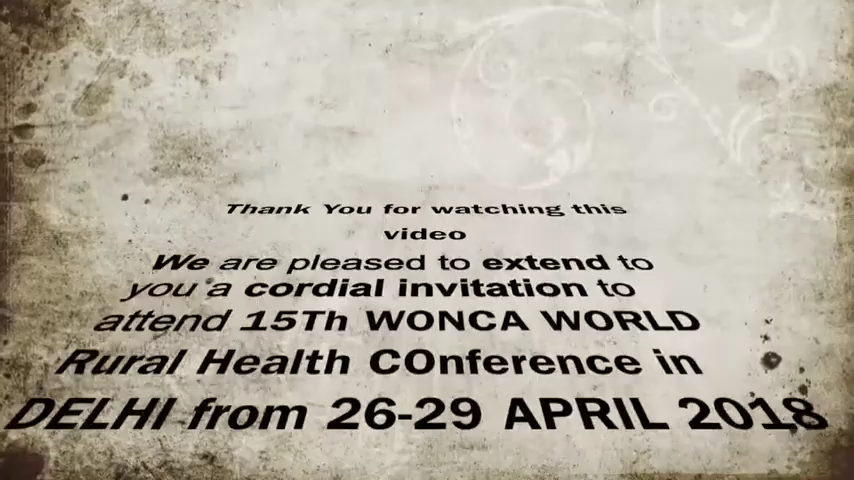 Thank You for watching this
video
We are pleased to extend to
you a cordial invitation to
attend 15Th WONCA WORLD
Rural Health COnference in
DELHI from 26-29 APRIL 2018